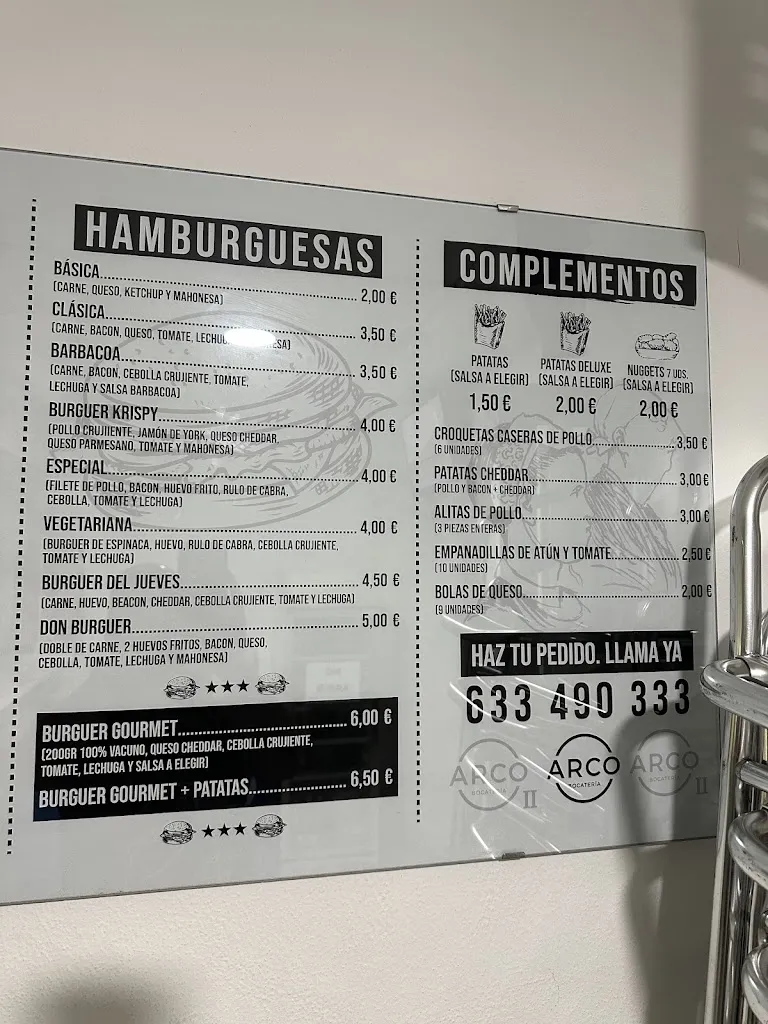 HAMBURGUESAS
BÁSICA 2,00 €
(CARNE, QUESO, KETCHUP Y MAHONESA)
CLÁSICA 3,50 €
(CARNE, BACON, QUESO, TOMATE,
BARBACOA 3,50 €
(CARNE, BACON, CEBOLLA CRUJIENTE, TOMATE,
LECHUGA Y SALSA BARBACOA)
BURGUER KRISPY 4,00 €
(POLLO CRUJIIENTE, JAMÓN DE YORK, QUESO CHEDDAR,
QUESO PARMESANO, TOMATE Y MAHONESA)
ESPECIAL 4,00 €
(FILETE DE POLLO, BACON, HUEVO FRITO, RULO DE CABRA,
CEBOLLA, TOMATE Y LECHUGA)
VEGETARIANA 4,00 €
(BURGUER DE ESPINACA, HUEVO, RULO DE CABRA, CEBOLLA CRUJIENTE,
TOMATE Y LECHUGA)
BURGUER DEL JUEVES 4,50 €
(CARNE, HUEVO, BEACON, CHEDDAR, CEBOLLA CRUJIENTE, TOMATE Y LECHUGA)
DON BURGUER 5,00 €
(DOBLE DE CARNE, 2 HUEVOS FRITOS, BACON, QUESO,
CEBOLLA, TOMATE, LECHUGA Y MAHONESA)
BURGUER GOURMET 6,00 €
(200GR 100% VACUNO, QUESO CHEDDAR, CEBOLLA CRUJIENTE,
TOMATE, LECHUGA Y SALSA A ELEGIR)
BURGUER GOURMET + PATATAS 6,50 €
COMPLEMENTOS
PATATAS
(SALSA A ELEGIR)
1,50 €
PATATAS DELUXE
(SALSA A ELEGIR)
2,00 €
NUGGETS 7 UDS.
(SALSA A ELEGIR)
2,00 €
CROQUETAS CASERAS DE POLLO 3,50 €
(6 UNIDADES)
PATATAS CHEDDAR 3,00€
(POLLO Y BACON + CHEDDAR)
ALITAS DE POLLO 3,00 €
(3 PIEZAS ENTERAS)
EMPANADILLAS DE ATÚN Y TOMATE 2,50 €
(10 UNIDADES)
BOLAS DE QUESO 2,00 €
(9 UNIDADES)
HAZ TU PEDIDO. LLAMA YA
633 490 333
ARCO
BOCATERÍA
II
ARCO
BOCATERÍA
ARCO
BOCATERÍA
II